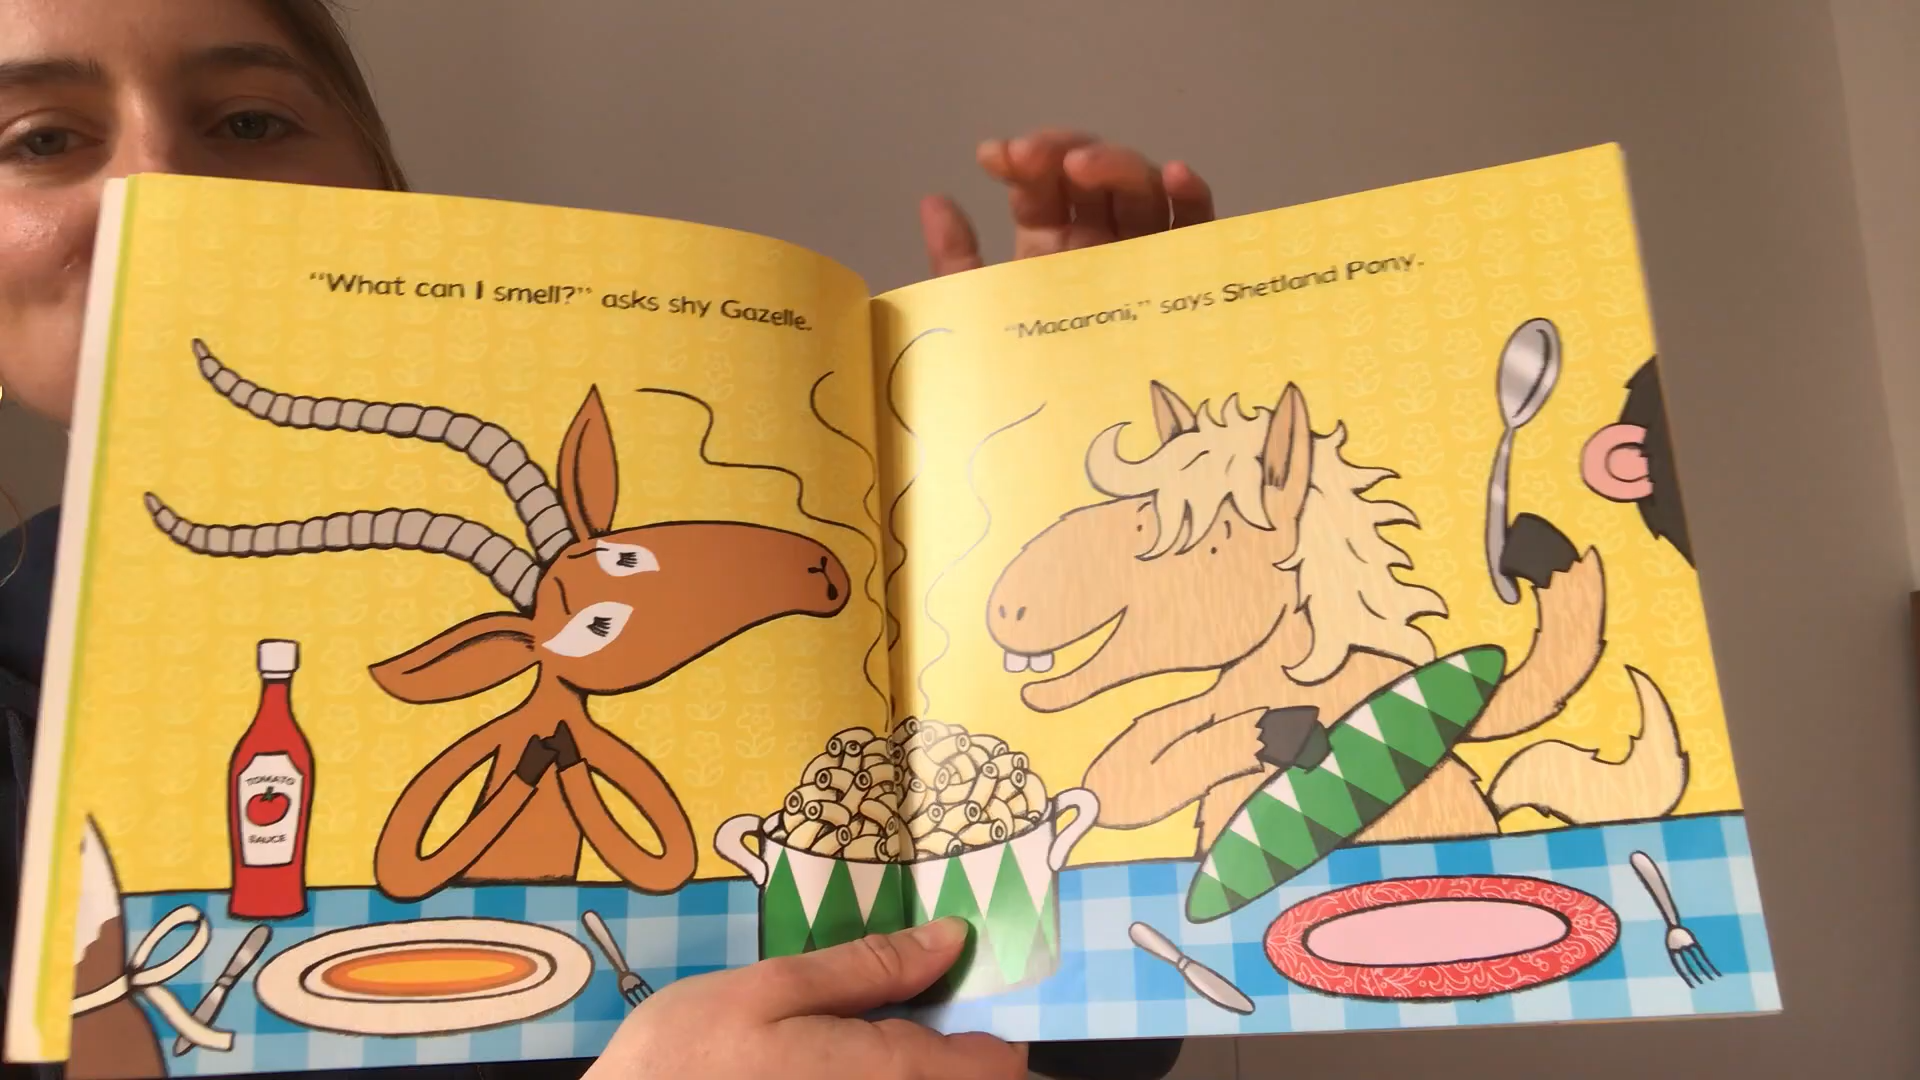 “What can I smell?” asks shy Gazelle.
“Macaroni,” says Shetland Pony.
TOMATO
SAUCE